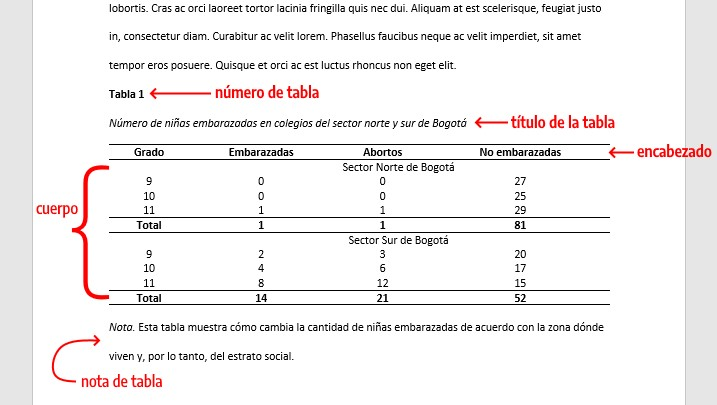 lobortis. Cras ac orci laoreet tortor lacinia fringilla quis nec dui. Aliquam at est scelerisque, feugiat justo
in, consectetur diam. Curabitur ac velit lorem. Phasellus faucibus neque ac velit imperdiet, sit amet
tempor eros posuere. Quisque et orci ac est luctus rhoncus non eget elit.
Tabla 1 número de tabla
Número de niñas embarazadas en colegios del sector norte y sur de Bogotá título de la tabla
Grado Embarazadas Abortos No embarazadas encabezado
Sector Norte de Bogotá
9 0 0 27
10 0 0 25
cuerpo 11 1 1 29
Total 1 1 81
Sector Sur de Bogotá
9 2 3 20
10 4 6 17
11 8 12 15
Total 14 21 52
Nota. Esta tabla muestra cómo cambia la cantidad de niñas embarazadas de acuerdo con la zona dónde
viven y, por lo tanto, del estrato social.
nota de tabla